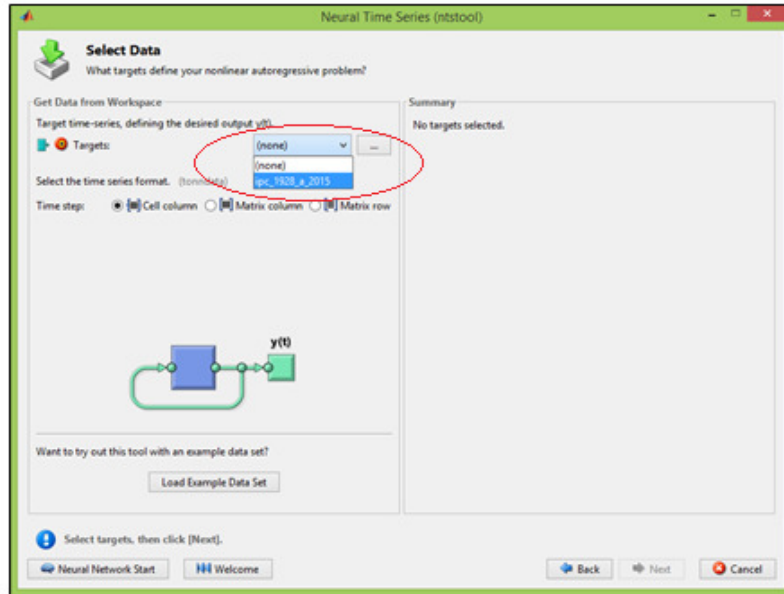 Neural Time Series (ntstool)
Select Data
What targets define your nonlinear autoregressive problem?
Get Data from Workspace
Target time-series, defining the desired output y(t).
Targets:
(none)
...
(none)
ipc_1928_a_2015
Select the time series format. (tonndata)
Time step:
Cell column
Matrix column
Matrix row
y(t)
Want to try out this tool with an example data set?
Load Example Data Set
Summary
No targets selected.
Select targets, then click [Next].
Neural Network Start
Welcome
Back
Next
Cancel